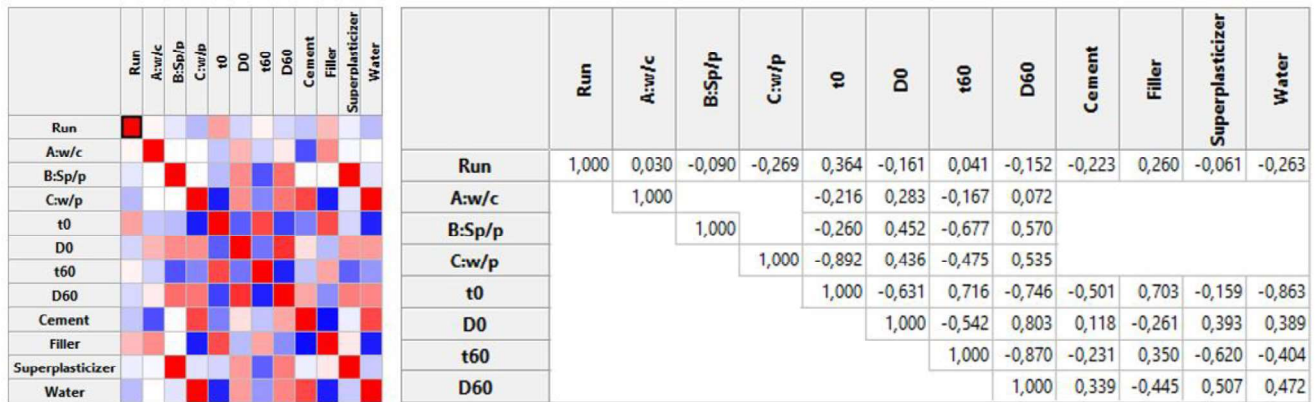 Run A:w/c B:Sp/p C:w/p t0 D0 t60 D60 Cement Filler Superplasticizer Water
Run
A:w/c
B:Sp/p
C:w/p
t0
D0
t60
D60
Cement
Filler
Superplasticizer
Water
Run A:w/c B:Sp/p C:w/p t0 D0 t60 D60 Cement Filler Superplasticizer Water
Run 1,000 0,030 -0,090 -0,269 0,364 -0,161 0,041 -0,152 -0,223 0,260 -0,061 -0,263
A:w/c 1,000 -0,216 0,283 -0,167 0,072
B:Sp/p 1,000 -0,260 0,452 -0,677 0,570
C:w/p 1,000 -0,892 0,436 -0,475 0,535
t0 1,000 -0,631 0,716 -0,746 -0,501 0,703 -0,159 -0,863
D0 1,000 -0,542 0,803 0,118 -0,261 0,393 0,389
t60 1,000 -0,870 -0,231 0,350 -0,620 -0,404
D60 1,000 0,339 -0,445 0,507 0,472